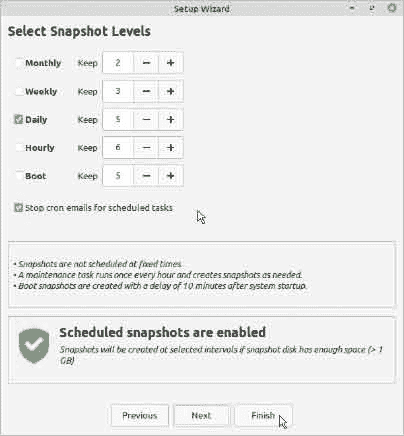 Setup Wizard
Select Snapshot Levels
Monthly Keep 2 − +
Weekly Keep 3 − +
Daily Keep 5 − +
Hourly Keep 6 − +
Boot Keep 5 − +
Stop cron emails for scheduled tasks
• Snapshots are not scheduled at fixed times.
• A maintenance task runs once every hour and creates snapshots as needed.
• Boot snapshots are created with a delay of 10 minutes after system startup.
Scheduled snapshots are enabled
Snapshots will be created at selected intervals if snapshot disk has enough space (> 1
GB)
Previous Next Finish